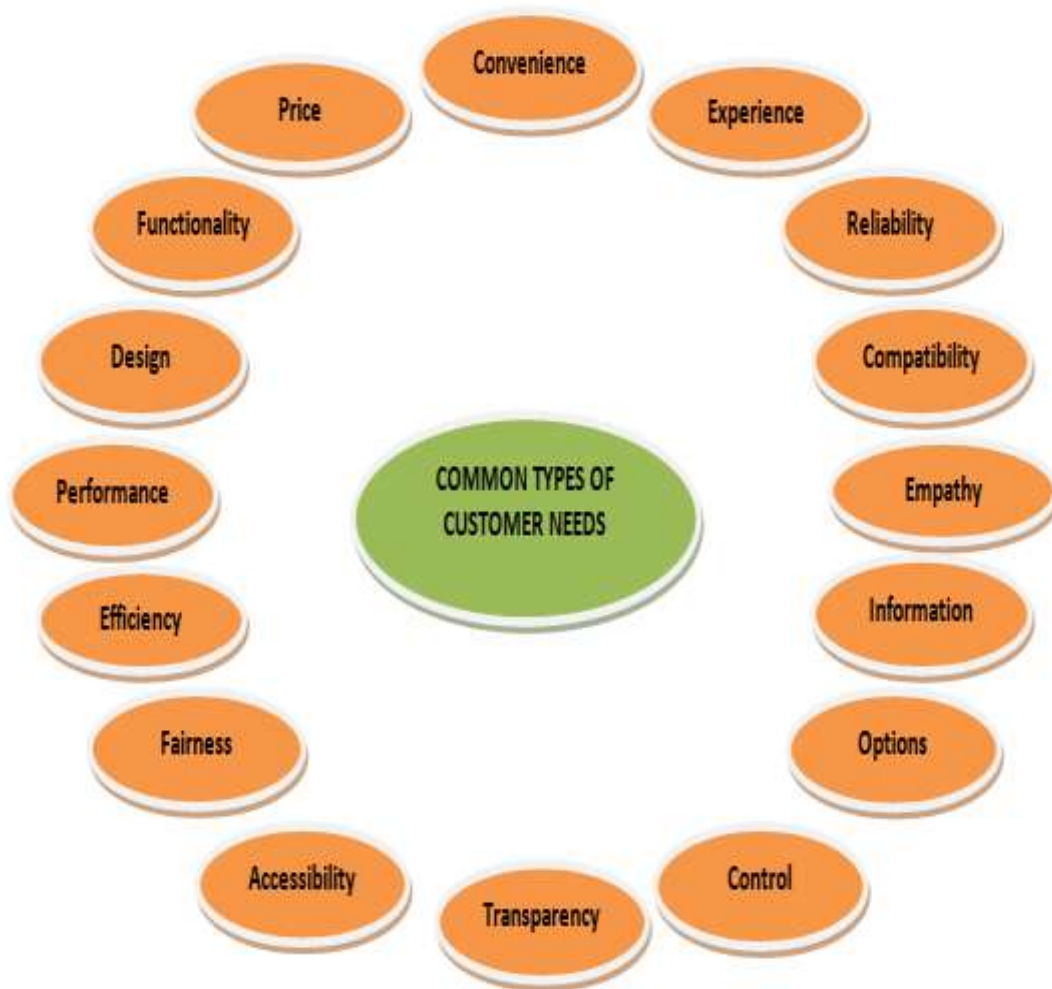 Convenience
Price
Experience
Functionality
Reliability
Design
Compatibility
COMMON TYPES OF
CUSTOMER NEEDS
Performance
Empathy
Efficiency
Information
Fairness
Options
Accessibility
Control
Transparency